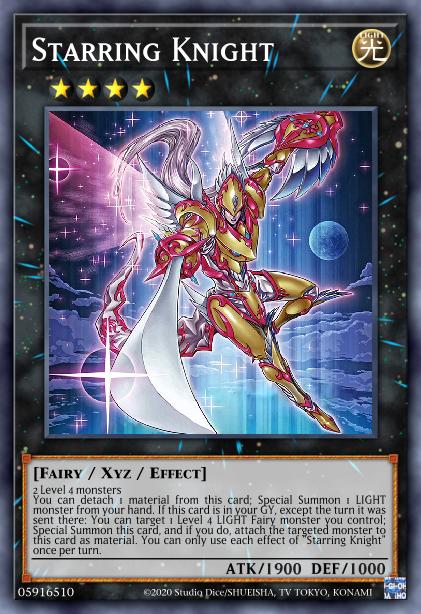 STARRING KNIGHT
LIGHT
光
[FAIRY / XYZ / EFFECT]
2 Level 4 monsters
You can detach 1 material from this card; Special Summon 1 LIGHT
monster from your hand. If this card is in your GY, except the turn it was
sent there: You can target 1 Level 4 LIGHT Fairy monster you control;
Special Summon this card, and if you do, attach the targeted monster to
this card as material. You can only use each effect of "Starring Knight"
once per turn.
ATK/1900 DEF/1000
05916510
©2020 Studio Dice/SHUEISHA, TV TOKYO, KONAMI